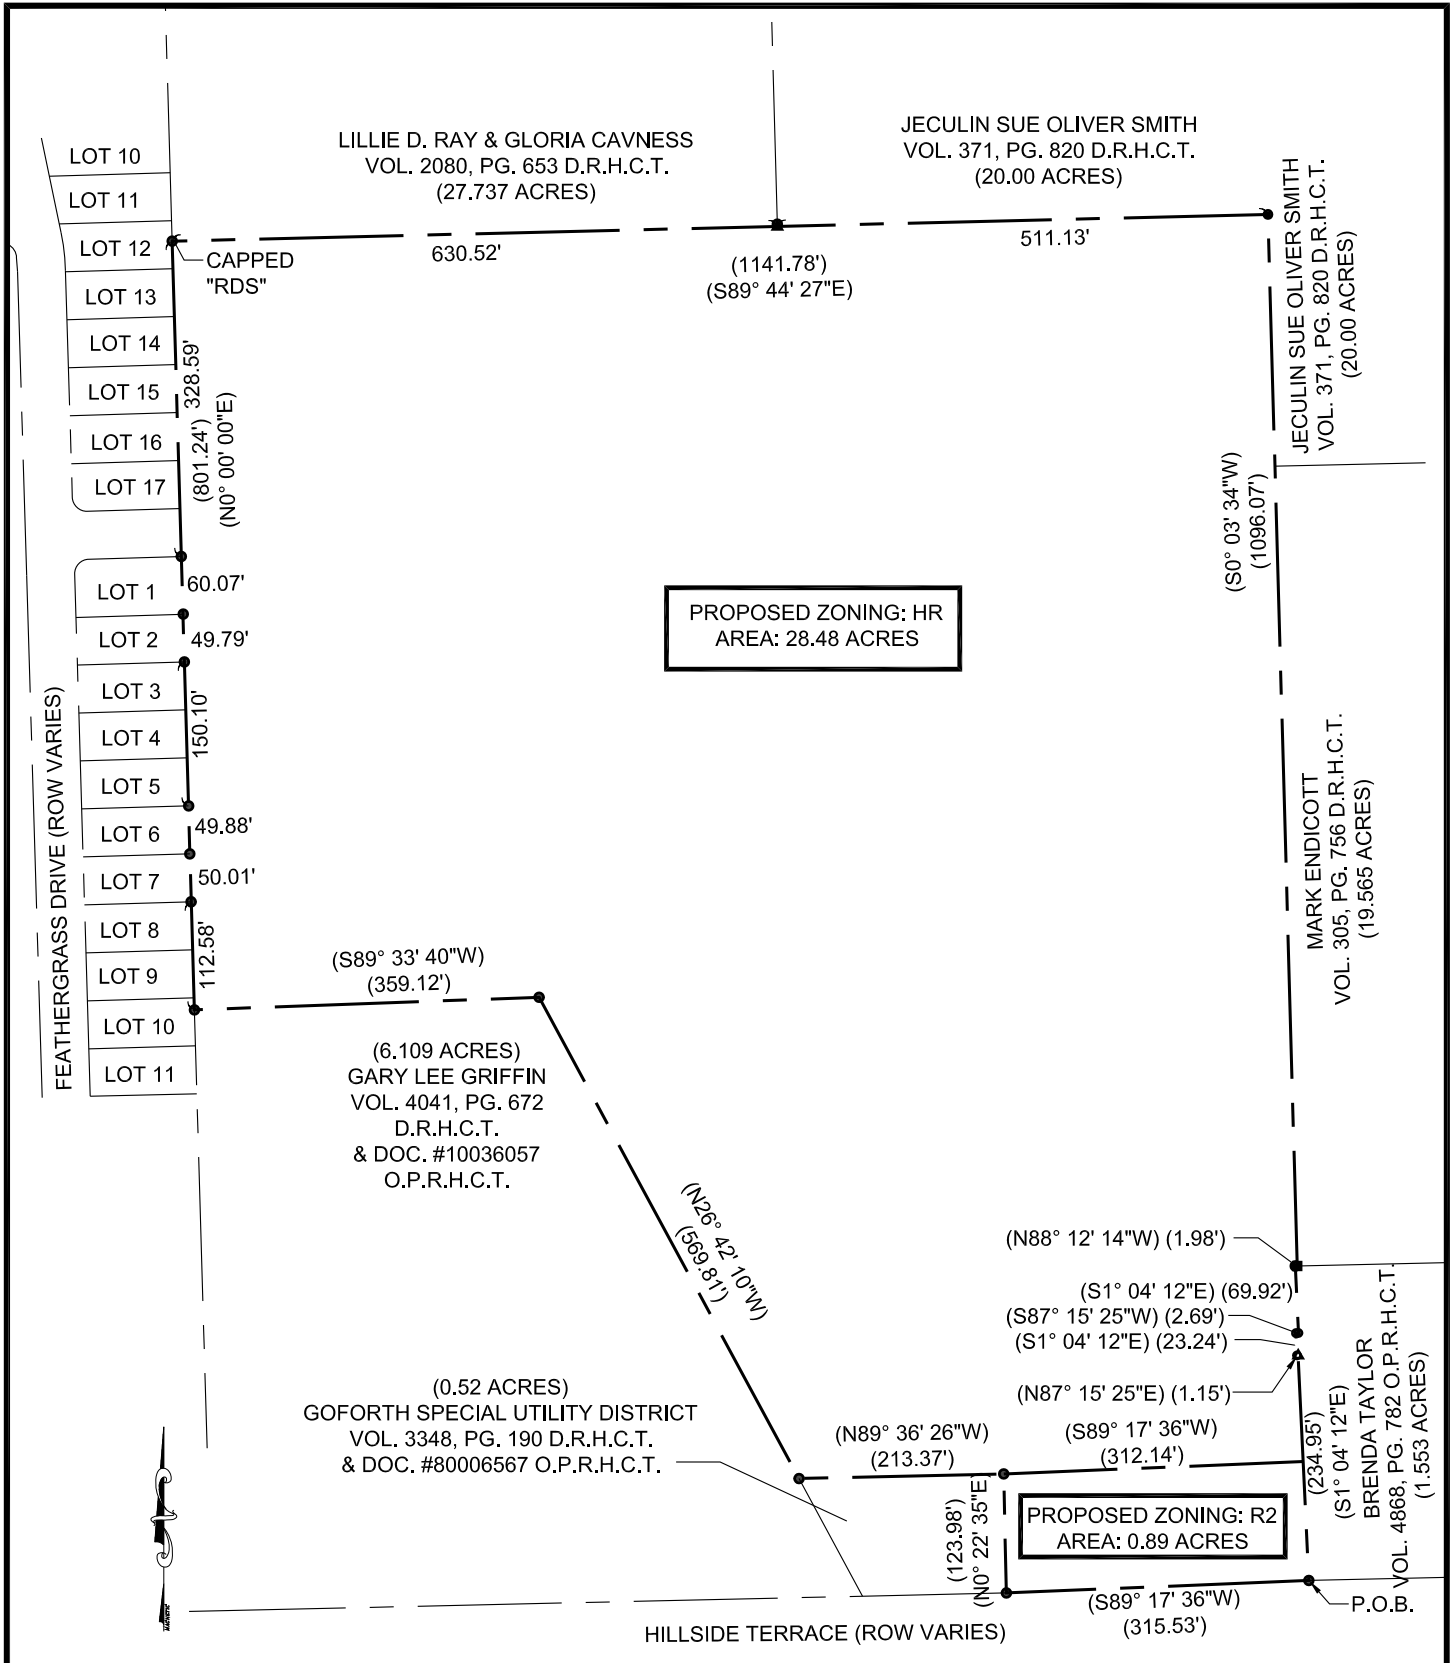 LILLIE D. RAY & GLORIA CAVNESS
VOL. 2080, PG. 653 D.R.H.C.T.
(27.737 ACRES)
JECULIN SUE OLIVER SMITH
VOL. 371, PG. 820 D.R.H.C.T.
(20.00 ACRES)
JECULIN SUE OLIVER SMITH
VOL. 371, PG. 820 D.R.H.C.T.
(20.00 ACRES)
LOT 10
LOT 11
LOT 12
LOT 13
LOT 14
LOT 15
LOT 16
LOT 17
CAPPED
"RDS"
630.52'
(1141.78')
(S89° 44' 27"E)
511.13'
328.59'
(801.24')
(N0° 00' 00"E)
(S0° 03' 34"W)
(1096.07')
LOT 1
LOT 2
LOT 3
LOT 4
LOT 5
LOT 6
LOT 7
LOT 8
LOT 9
LOT 10
LOT 11
60.07'
49.79'
150.10'
49.88'
50.01'
112.58'
FEATHERGRASS DRIVE (ROW VARIES)
PROPOSED ZONING: HR
AREA: 28.48 ACRES
MARK ENDICOTT
VOL. 305, PG. 756 D.R.H.C.T.
(19.565 ACRES)
(S89° 33' 40"W)
(359.12')
(6.109 ACRES)
GARY LEE GRIFFIN
VOL. 4041, PG. 672
D.R.H.C.T.
& DOC. #10036057
O.P.R.H.C.T.
(N26° 42' 10"W)
(569.81')
(N88° 12' 14"W) (1.98')
(S1° 04' 12"E) (69.92')
(S87° 15' 25"W) (2.69')
(S1° 04' 12"E) (23.24')
(N87° 15' 25"E) (1.15')
(0.52 ACRES)
GOFORTH SPECIAL UTILITY DISTRICT
VOL. 3348, PG. 190 D.R.H.C.T.
& DOC. #80006567 O.P.R.H.C.T.
(N89° 36' 26"W)
(213.37')
(S89° 17' 36"W)
(312.14')
(234.95')
(S1° 04' 12"E)
BRENDA TAYLOR
VOL. 4868, PG. 782 O.P.R.H.C.T.
(1.553 ACRES)
(123.98')
(N0° 22' 35"E)
PROPOSED ZONING: R2
AREA: 0.89 ACRES
(S89° 17' 36"W)
(315.53')
P.O.B.
HILLSIDE TERRACE (ROW VARIES)